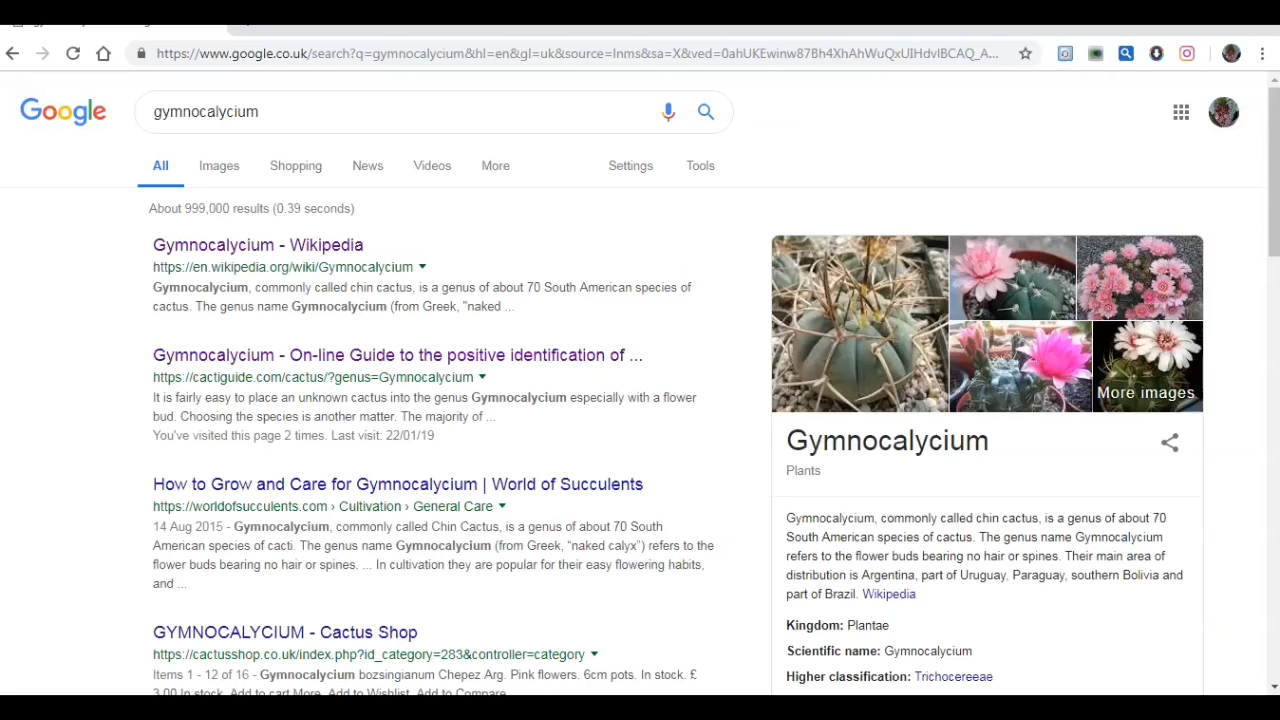 https://www.google.co.uk/search?q=gymnocalycium&hl=en&gl=uk&source=lnms&sa=X&ved=0ahUKEwinw87Bh4XhAhWuQxUIHdvIBCAQ_A...
Google
gymnocalycium
All Images Shopping News Videos More Settings Tools
About 999,000 results (0.39 seconds)
Gymnocalycium - Wikipedia
https://en.wikipedia.org/wiki/Gymnocalycium
Gymnocalycium, commonly called chin cactus, is a genus of about 70 South American species of
cactus. The genus name Gymnocalycium (from Greek, "naked ...
Gymnocalycium - On-line Guide to the positive identification of ...
https://cactiguide.com/cactus/?genus=Gymnocalycium
It is fairly easy to place an unknown cactus into the genus Gymnocalycium especially with a flower
bud. Choosing the species is another matter. The majority of ...
You've visited this page 2 times. Last visit: 22/01/19
How to Grow and Care for Gymnocalycium | World of Succulents
https://worldofsucculents.com › Cultivation › General Care
14 Aug 2015 - Gymnocalycium, commonly called Chin Cactus, is a genus of about 70 South
American species of cacti. The genus name Gymnocalycium (from Greek, “naked calyx”) refers to the
flower buds bearing no hair or spines. ... In cultivation they are popular for their easy flowering habits,
and ...
GYMNOCALYCIUM - Cactus Shop
https://cactusshop.co.uk/index.php?id_category=283&controller=category
Items 1 - 12 of 16 - Gymnocalycium bozsingianum Chepez Arg. Pink flowers. 6cm pots. In stock. £
3.00 In stock. Add to cart More. Add to Wishlist. Add to Compare.
More images
Gymnocalycium
Plants
Gymnocalycium, commonly called chin cactus, is a genus of about 70
South American species of cactus. The genus name Gymnocalycium
refers to the flower buds bearing no hair or spines. Their main area of
distribution is Argentina, part of Uruguay, Paraguay, southern Bolivia and
part of Brazil. Wikipedia
Kingdom: Plantae
Scientific name: Gymnocalycium
Higher classification: Trichocereeae